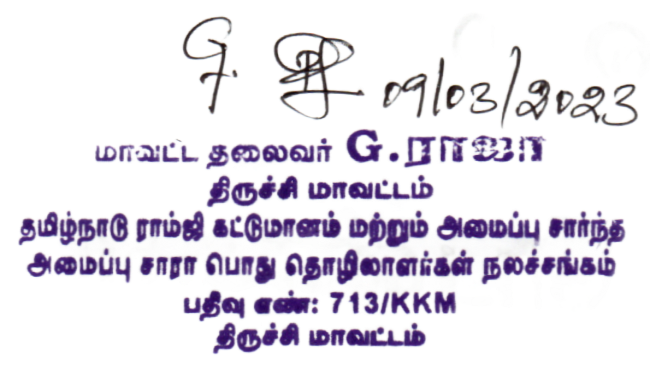 G. 09/03/2023
மாவட்ட தலைவர் G.ராஜா
திருச்சி மாவட்டம்
தமிழ்நாடு ராம்ஜி கட்டுமானம் மற்றும் அமைப்பு சார்ந்த
அமைப்பு சாரா பொது தொழிலாளர்கள் நலச்சங்கம்
பதிவு எண்: 713/KKM
திருச்சி மாவட்டம்